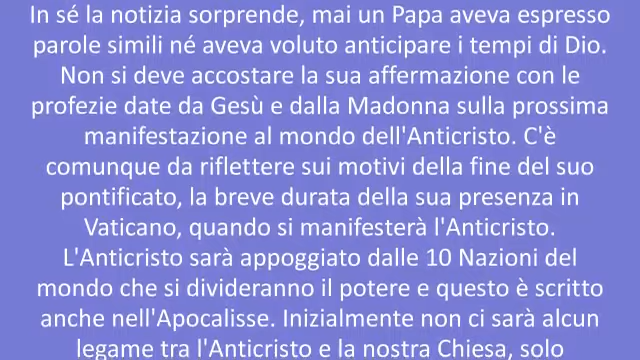 In sé la notizia sorprende, mai un Papa aveva espresso
parole simili né aveva voluto anticipare i tempi di Dio.
Non si deve accostare la sua affermazione con le
profezie date da Gesù e dalla Madonna sulla prossima
manifestazione al mondo dell'Anticristo. C'è
comunque da riflettere sui motivi della fine del suo
pontificato, la breve durata della sua presenza in
Vaticano, quando si manifesterà l'Anticristo.
L'Anticristo sarà appoggiato dalle 10 Nazioni del
mondo che si divideranno il potere e questo è scritto
anche nell'Apocalisse. Inizialmente non ci sarà alcun
legame tra l'Anticristo e la nostra Chiesa, solo